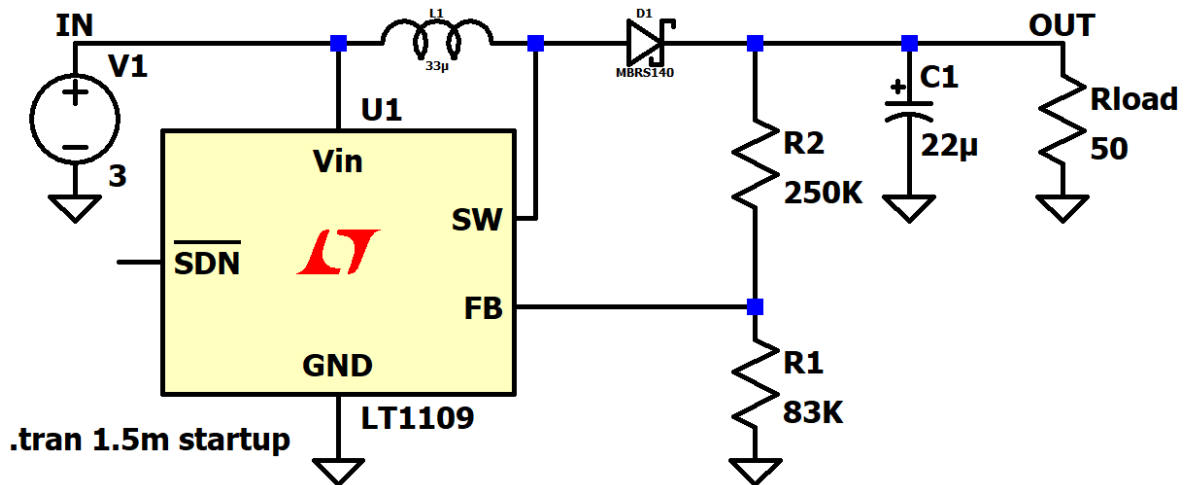 IN
V1
3
L1
33µ
D1
MBRS140
OUT
C1
22µ
Rload
50
U1
Vin
SW
SDN
FB
GND
LT1109
R2
250K
R1
83K
.tran 1.5m startup